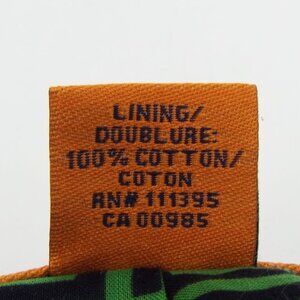 LINING/
DOUBLURE:
100% COTTON/
COTON
RN# 111395
CA 00985